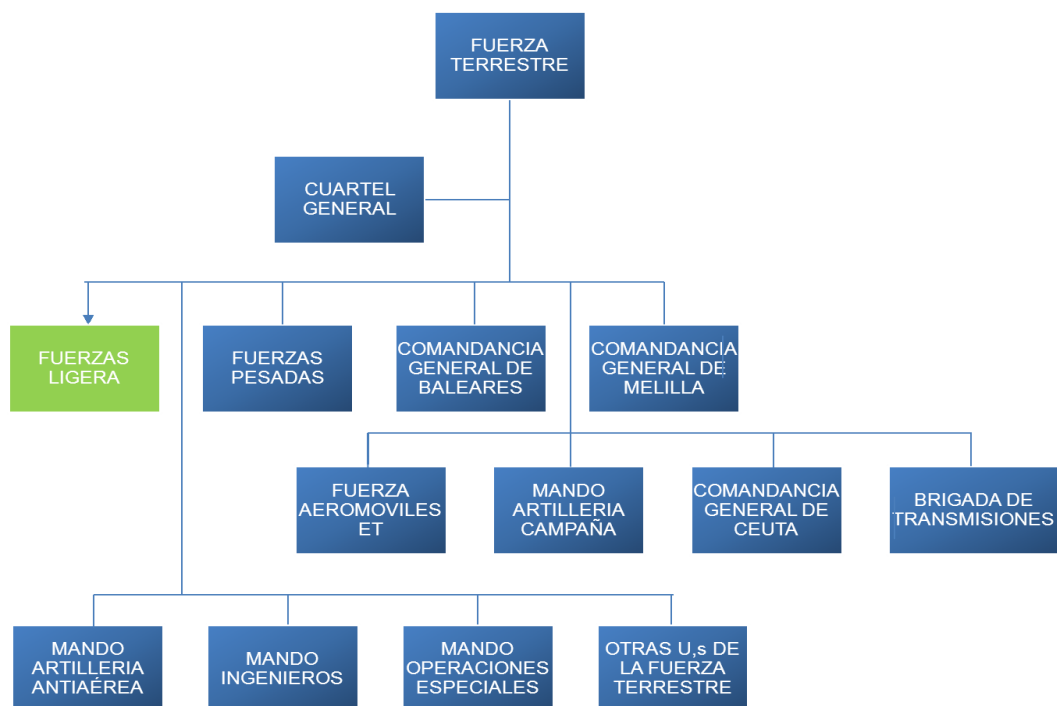 FUERZA
TERRESTRE
CUARTEL
GENERAL
FUERZAS
LIGERA
FUERZAS
PESADAS
COMANDANCIA
GENERAL DE
BALEARES
COMANDANCIA
GENERAL DE
MELILLA
FUERZA
AEROMOVILES
ET
MANDO
ARTILLERIA
CAMPAÑA
COMANDANCIA
GENERAL DE
CEUTA
BRIGADA DE
TRANSMISIONES
MANDO
ARTILLERIA
ANTIAÉREA
MANDO
INGENIEROS
MANDO
OPERACIONES
ESPECIALES
OTRAS U,s DE
LA FUERZA
TERRESTRE